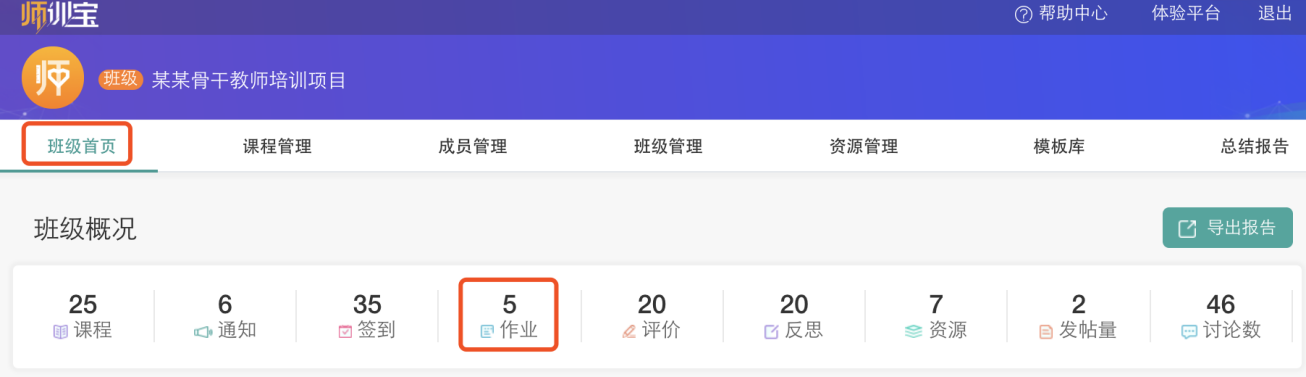 师训宝
帮助中心 体验平台 退出
师 班级 某某骨干教师培训项目
班级首页 课程管理 成员管理 班级管理 资源管理 模板库 总结报告
班级概况
导出报告
25 6 35 5 20 20 7 2 46
课程 通知 签到 作业 评价 反思 资源 发帖量 讨论数